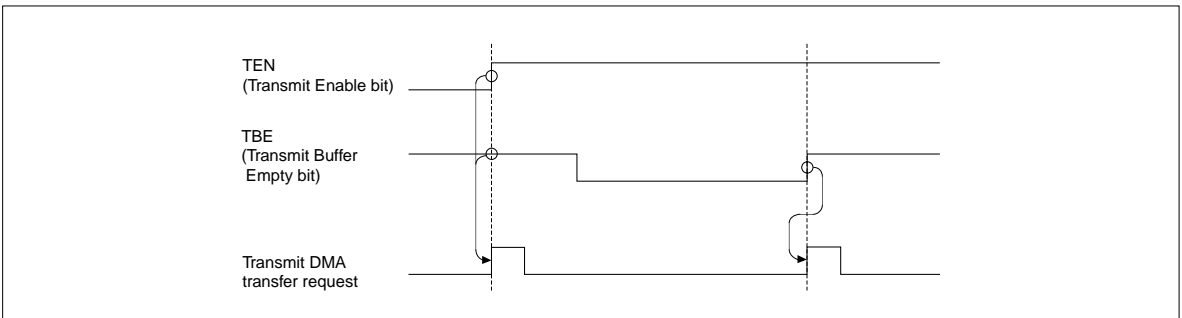 TEN
(Transmit Enable bit)
TBE
(Transmit Buffer
Empty bit)
Transmit DMA
transfer request